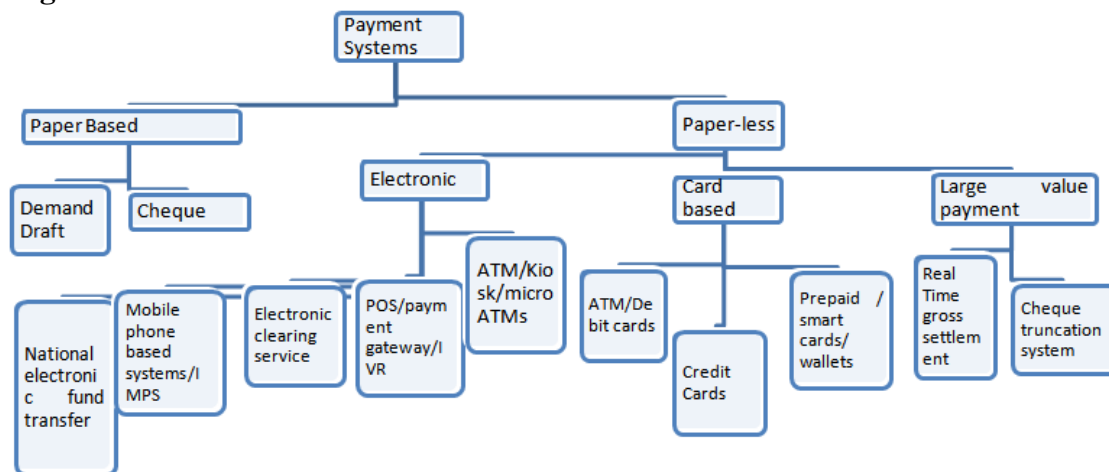 Payment
Systems
Paper Based
Paper-less
Demand
Draft
Cheque
Electronic
Card
based
Large value
payment
National
electroni
c fund
transfer
Mobile
phone
based
systems/I
MPS
Electronic
clearing
service
POS/paym
ent
gateway/I
VR
ATM/Kio
sk/micro
ATMs
ATM/De
bit cards
Credit
Cards
Prepaid /
smart
cards/
wallets
Real
Time
gross
settlem
ent
Cheque
truncation
system